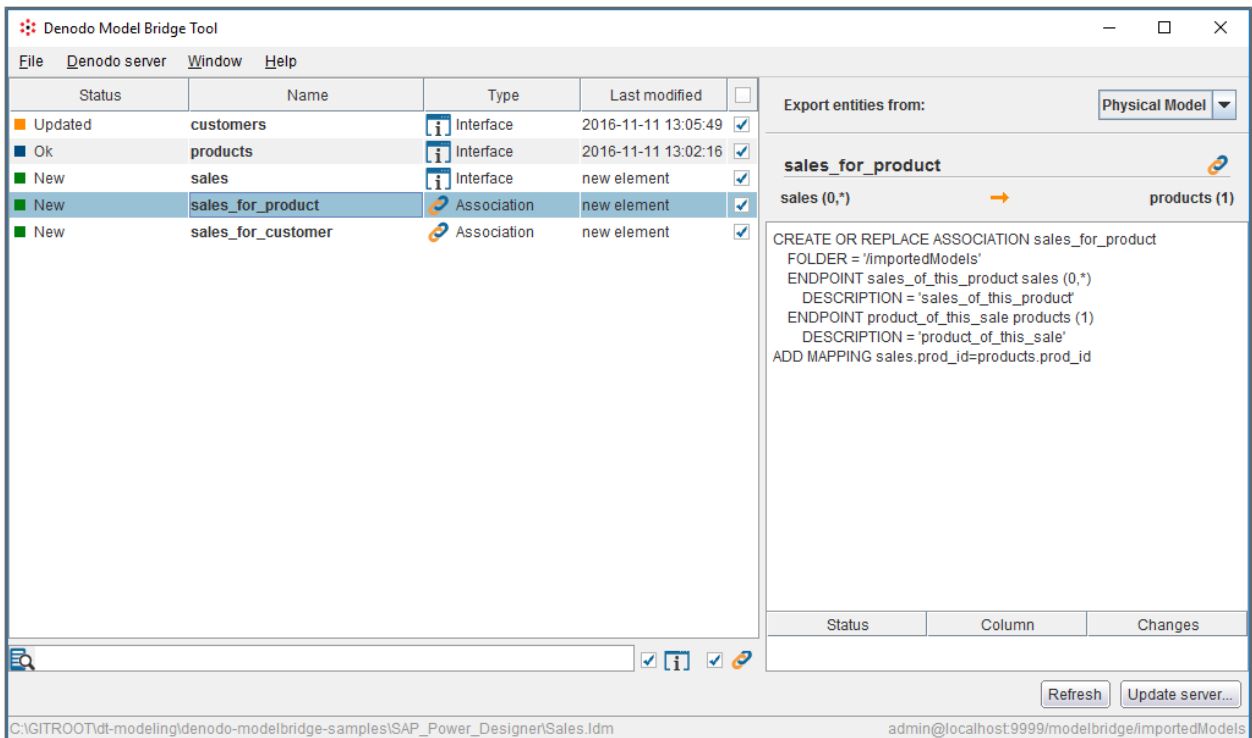 Denodo Model Bridge Tool
File Denodo server Window Help
Status Name Type Last modified
Updated customers Interface 2016-11-11 13:05:49
Ok products Interface 2016-11-11 13:02:16
New sales Interface new element
New sales_for_product Association new element
New sales_for_customer Association new element
Export entities from: Physical Model
sales_for_product
sales (0,*) → products (1)
CREATE OR REPLACE ASSOCIATION sales_for_product
FOLDER = '/importedModels'
ENDPOINT sales_of_this_product sales (0,*)
DESCRIPTION = 'sales_of_this_product'
ENDPOINT product_of_this_sale products (1)
DESCRIPTION = 'product_of_this_sale'
ADD MAPPING sales.prod_id=products.prod_id
Status Column Changes
Refresh Update server...
C:\GITROOT\dt-modeling\denodo-modelbridge-samples\SAP_Power_Designer\Sales.ldm admin@localhost:9999/modelbridge/importedModels